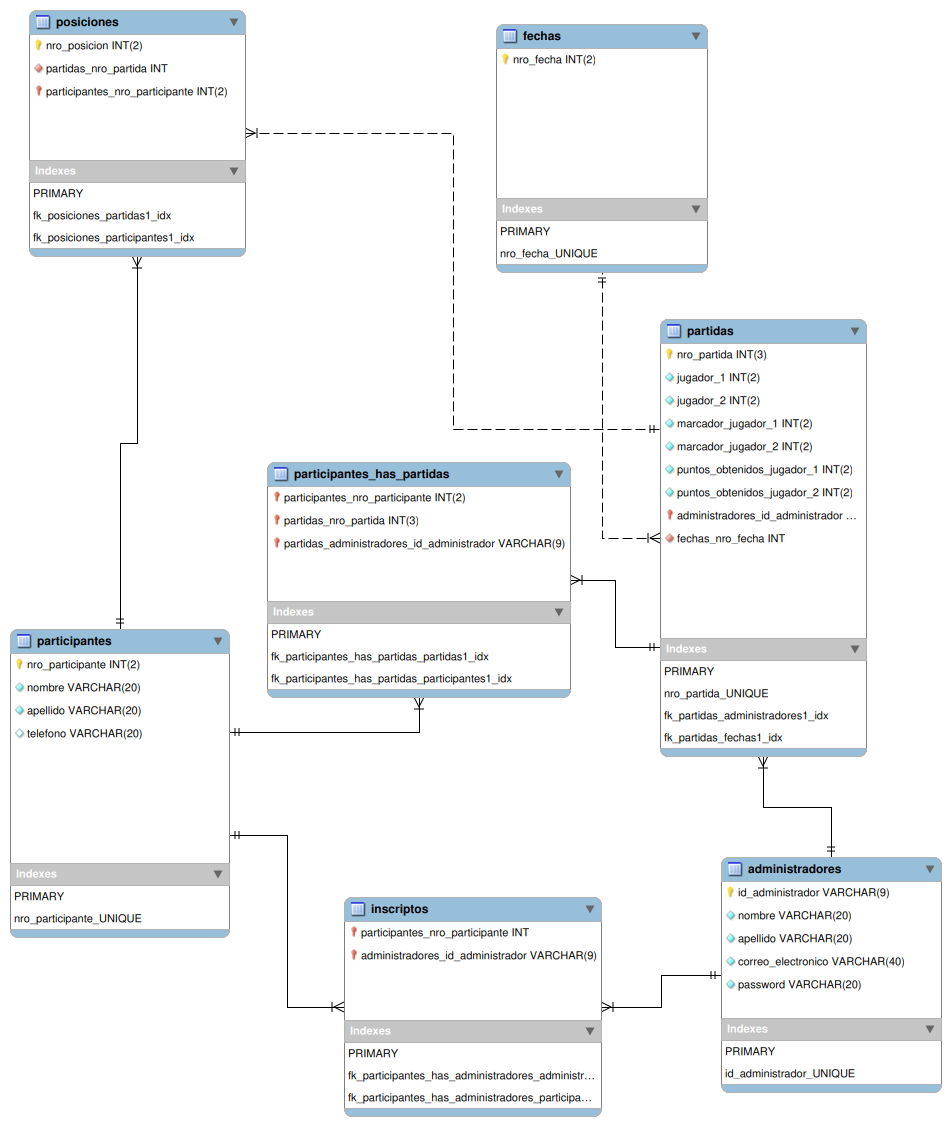 posiciones
nro_posicion INT(2)
partidas_nro_partida INT
participantes_nro_participante INT(2)
Indexes
PRIMARY
fk_posiciones_partidas1_idx
fk_posiciones_participantes1_idx
fechas
nro_fecha INT(2)
Indexes
PRIMARY
nro_fecha_UNIQUE
partidas
nro_partida INT(3)
jugador_1 INT(2)
jugador_2 INT(2)
marcador_jugador_1 INT(2)
marcador_jugador_2 INT(2)
puntos_obtenidos_jugador_1 INT(2)
puntos_obtenidos_jugador_2 INT(2)
administradores_id_administrador ...
fechas_nro_fecha INT
Indexes
PRIMARY
nro_partida_UNIQUE
fk_partidas_administradores1_idx
fk_partidas_fechas1_idx
participantes_has_partidas
participantes_nro_participante INT(2)
partidas_nro_partida INT(3)
partidas_administradores_id_administrador VARCHAR(9)
Indexes
PRIMARY
fk_participantes_has_partidas_partidas1_idx
fk_participantes_has_partidas_participantes1_idx
participantes
nro_participante INT(2)
nombre VARCHAR(20)
apellido VARCHAR(20)
telefono VARCHAR(20)
Indexes
PRIMARY
nro_participante_UNIQUE
inscriptos
participantes_nro_participante INT
administradores_id_administrador VARCHAR(9)
Indexes
PRIMARY
fk_participantes_has_administradores_administr...
fk_participantes_has_administradores_participa...
administradores
id_administrador VARCHAR(9)
nombre VARCHAR(20)
apellido VARCHAR(20)
correo_electronico VARCHAR(40)
password VARCHAR(20)
Indexes
PRIMARY
id_administrador_UNIQUE